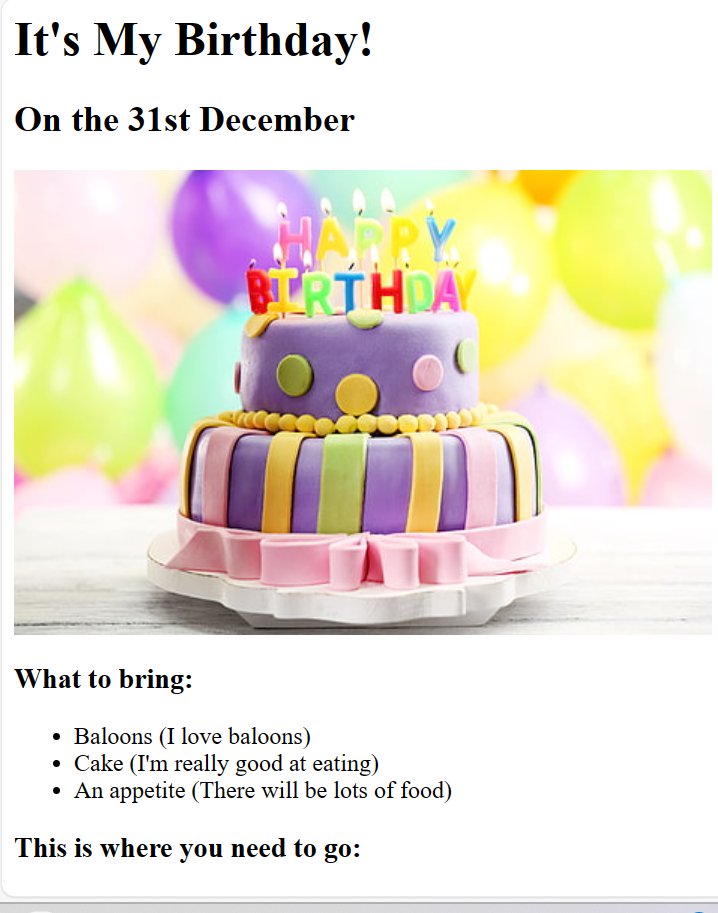 It's My Birthday!
On the 31st December
HAPPY
BIRTHDAY
What to bring:
Baloons (I love baloons)
Cake (I'm really good at eating)
An appetite (There will be lots of food)
This is where you need to go: